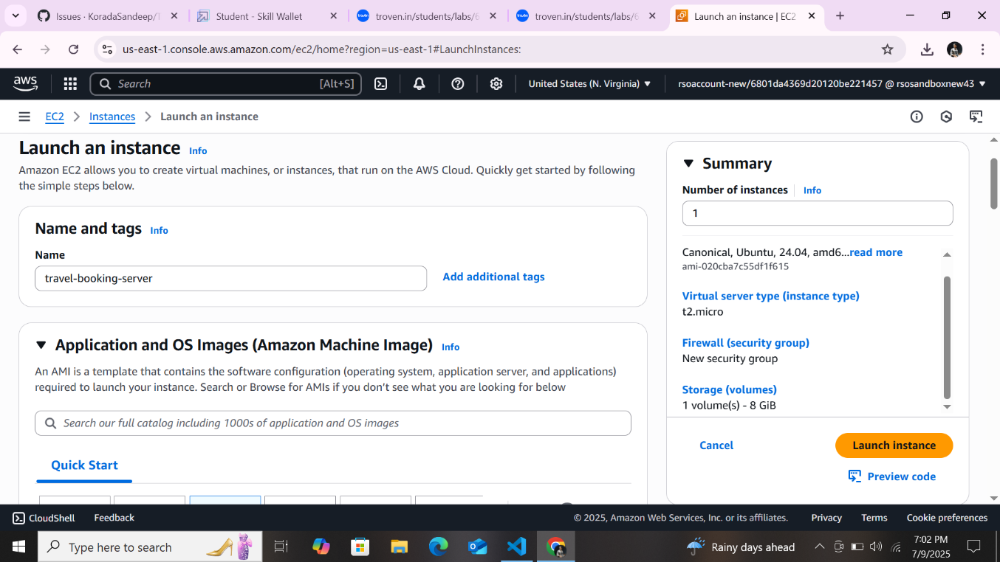 Issues · KoradaSandeep/
Student - Skill Wallet
troven.in/students/labs/6
troven.in/students/labs/6
Launch an instance | EC2
us-east-1.console.aws.amazon.com/ec2/home?region=us-east-1#LaunchInstances:
aws
Search
[Alt+S]
United States (N. Virginia)
rsoaccount-new/6801da4369d20120be221457 @ rsosandboxnew43
EC2
Instances
Launch an instance
Launch an instance Info
Amazon EC2 allows you to create virtual machines, or instances, that run on the AWS Cloud. Quickly get started by following
the simple steps below.
Name and tags Info
Name
travel-booking-server
Add additional tags
Application and OS Images (Amazon Machine Image) Info
An AMI is a template that contains the software configuration (operating system, application server, and applications)
required to launch your instance. Search or Browse for AMIs if you don't see what you are looking for below
Search our full catalog including 1000s of application and OS images
Quick Start
Summary
Number of instances Info
1
Canonical, Ubuntu, 24.04, amd6...read more
ami-020cba7c55df1f615
Virtual server type (instance type)
t2.micro
Firewall (security group)
New security group
Storage (volumes)
1 volume(s) - 8 GiB
Cancel
Launch instance
Preview code
CloudShell
Feedback
© 2025, Amazon Web Services, Inc. or its affiliates.
Privacy
Terms
Cookie preferences
Type here to search
Rainy days ahead
7:02 PM
7/9/2025